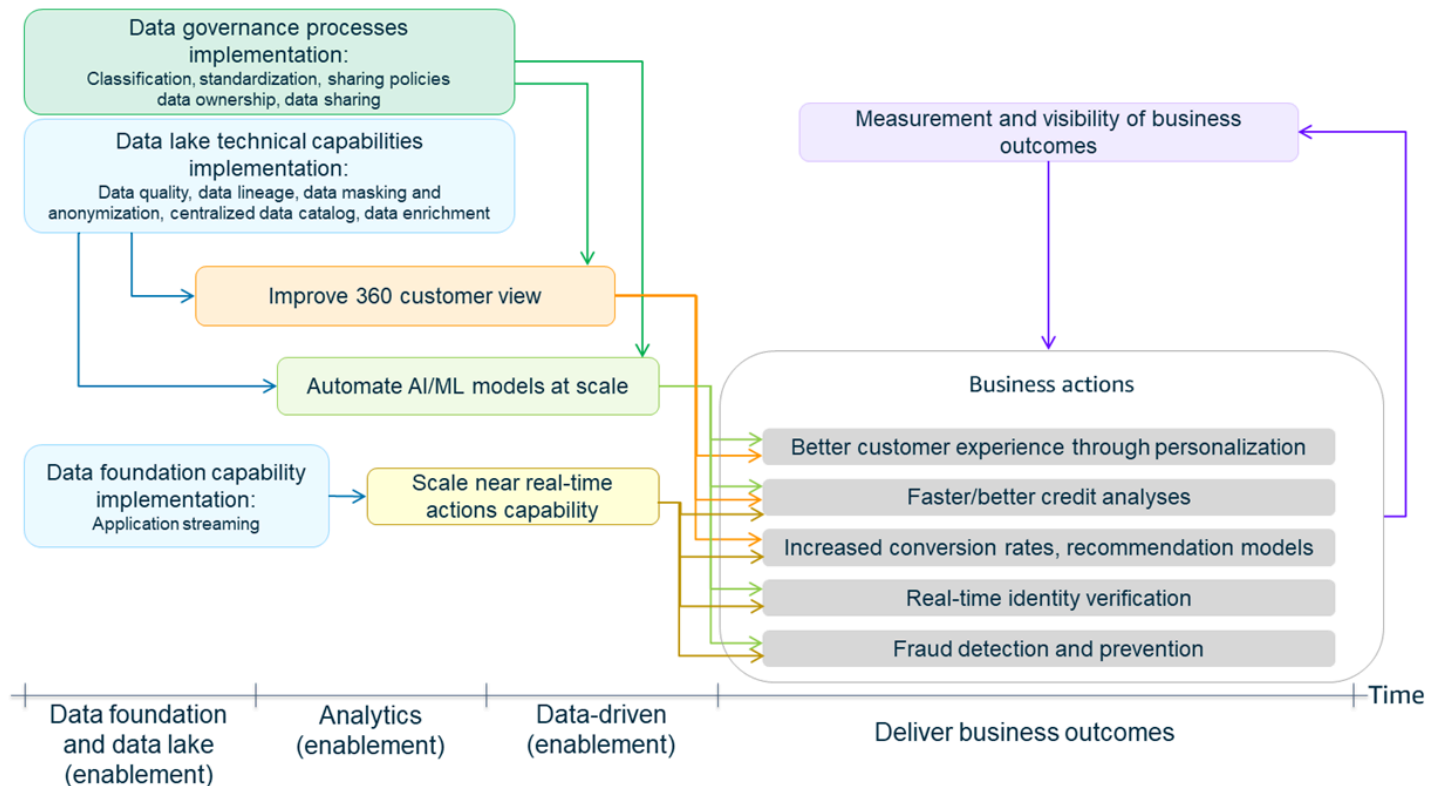 Data governance processes
implementation:
Classification, standardization, sharing policies
data ownership, data sharing
Data lake technical capabilities
implementation:
Data quality, data lineage, data masking and
anonymization, centralized data catalog, data enrichment
Measurement and visibility of business
outcomes
Improve 360 customer view
Automate AI/ML models at scale
Data foundation capability
implementation:
Application streaming
Scale near real-time
actions capability
Business actions
Better customer experience through personalization
Faster/better credit analyses
Increased conversion rates, recommendation models
Real-time identity verification
Fraud detection and prevention
Time
Data foundation
and data lake
(enablement)
Analytics
(enablement)
Data-driven
(enablement)
Deliver business outcomes